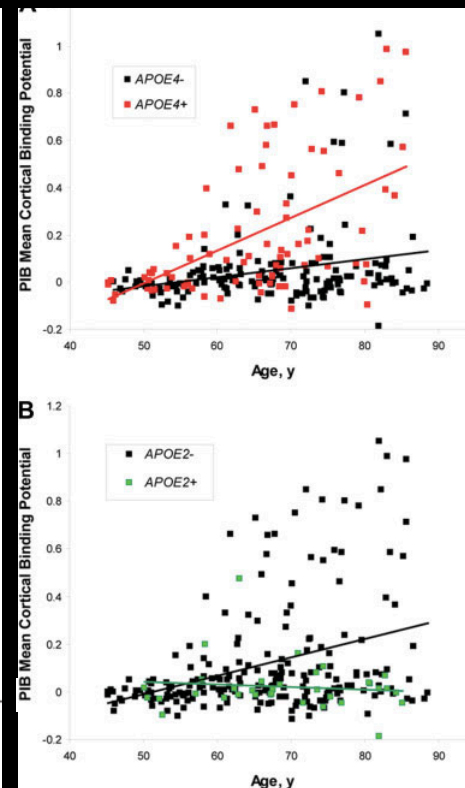 A
PIB Mean Cortical Binding Potential
1
0.8
0.6
0.4
0.2
0
-0.2
APOE4-
APOE4+
40 50 60 70 80 90
Age, y
B
PIB Mean Cortical Binding Potential
1.2
1
0.8
0.6
0.4
0.2
0
-0.2
APOE2-
APOE2+
40 50 60 70 80 90
Age, y